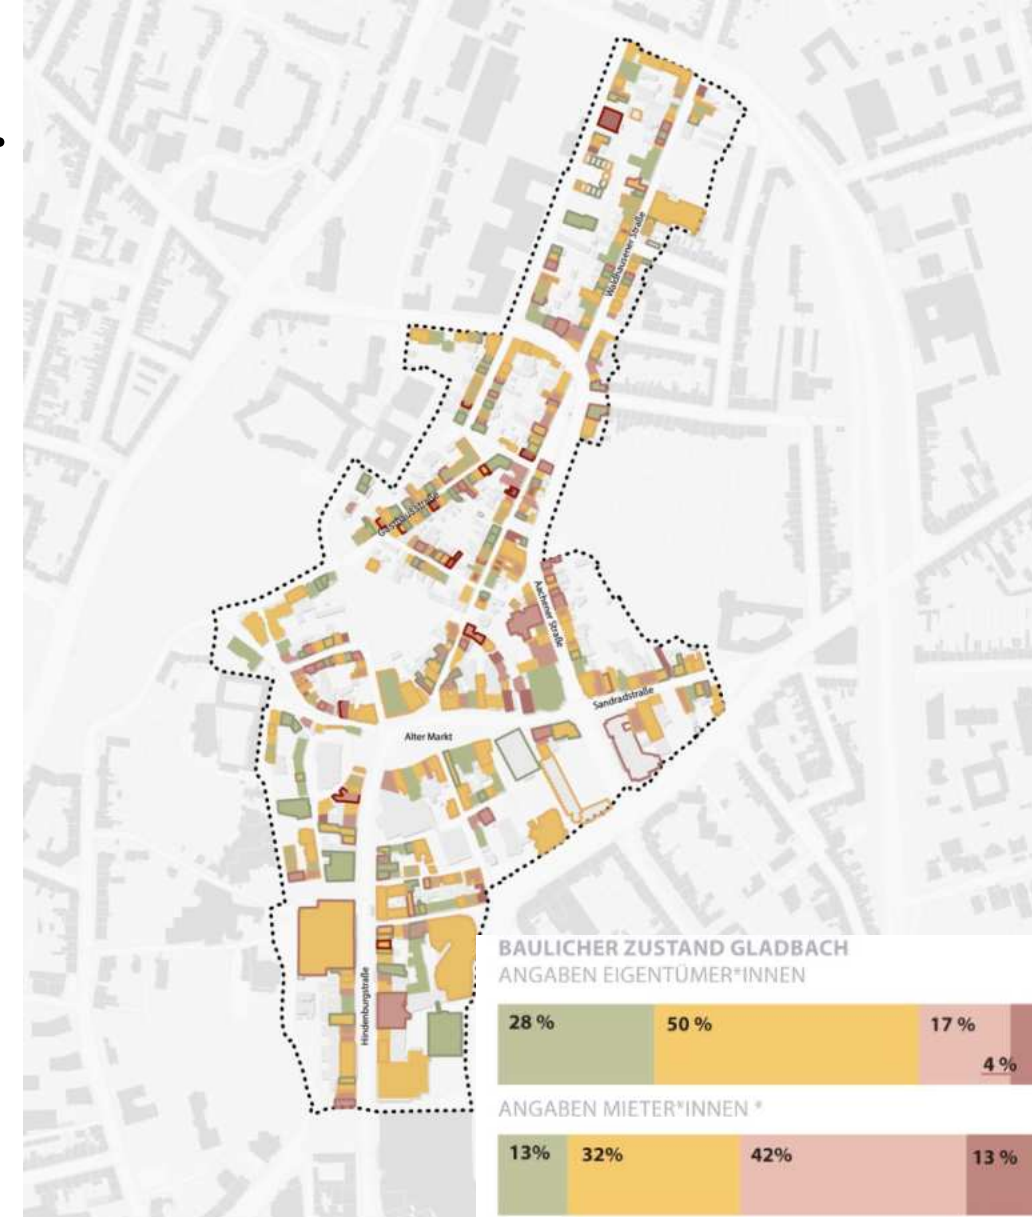 Waldhausener Straße
Aachener Straße
Sandradstraße
Alter Markt
Hindenburgstraße
BAULICHER ZUSTAND GLADBACH
ANGABEN EIGENTÜMER*INNEN
28 %
50 %
17 %
4 %
ANGABEN MIETER*INNEN *
13%
32%
42%
13 %